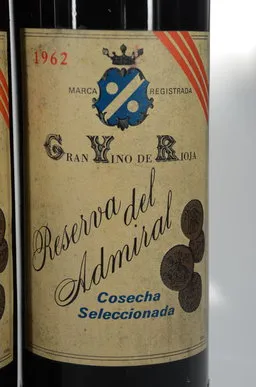 1962
MARCA REGISTRADA
GRAN VINO DE RIOJA
Reserva del
Admiral
Cosecha
Seleccionada